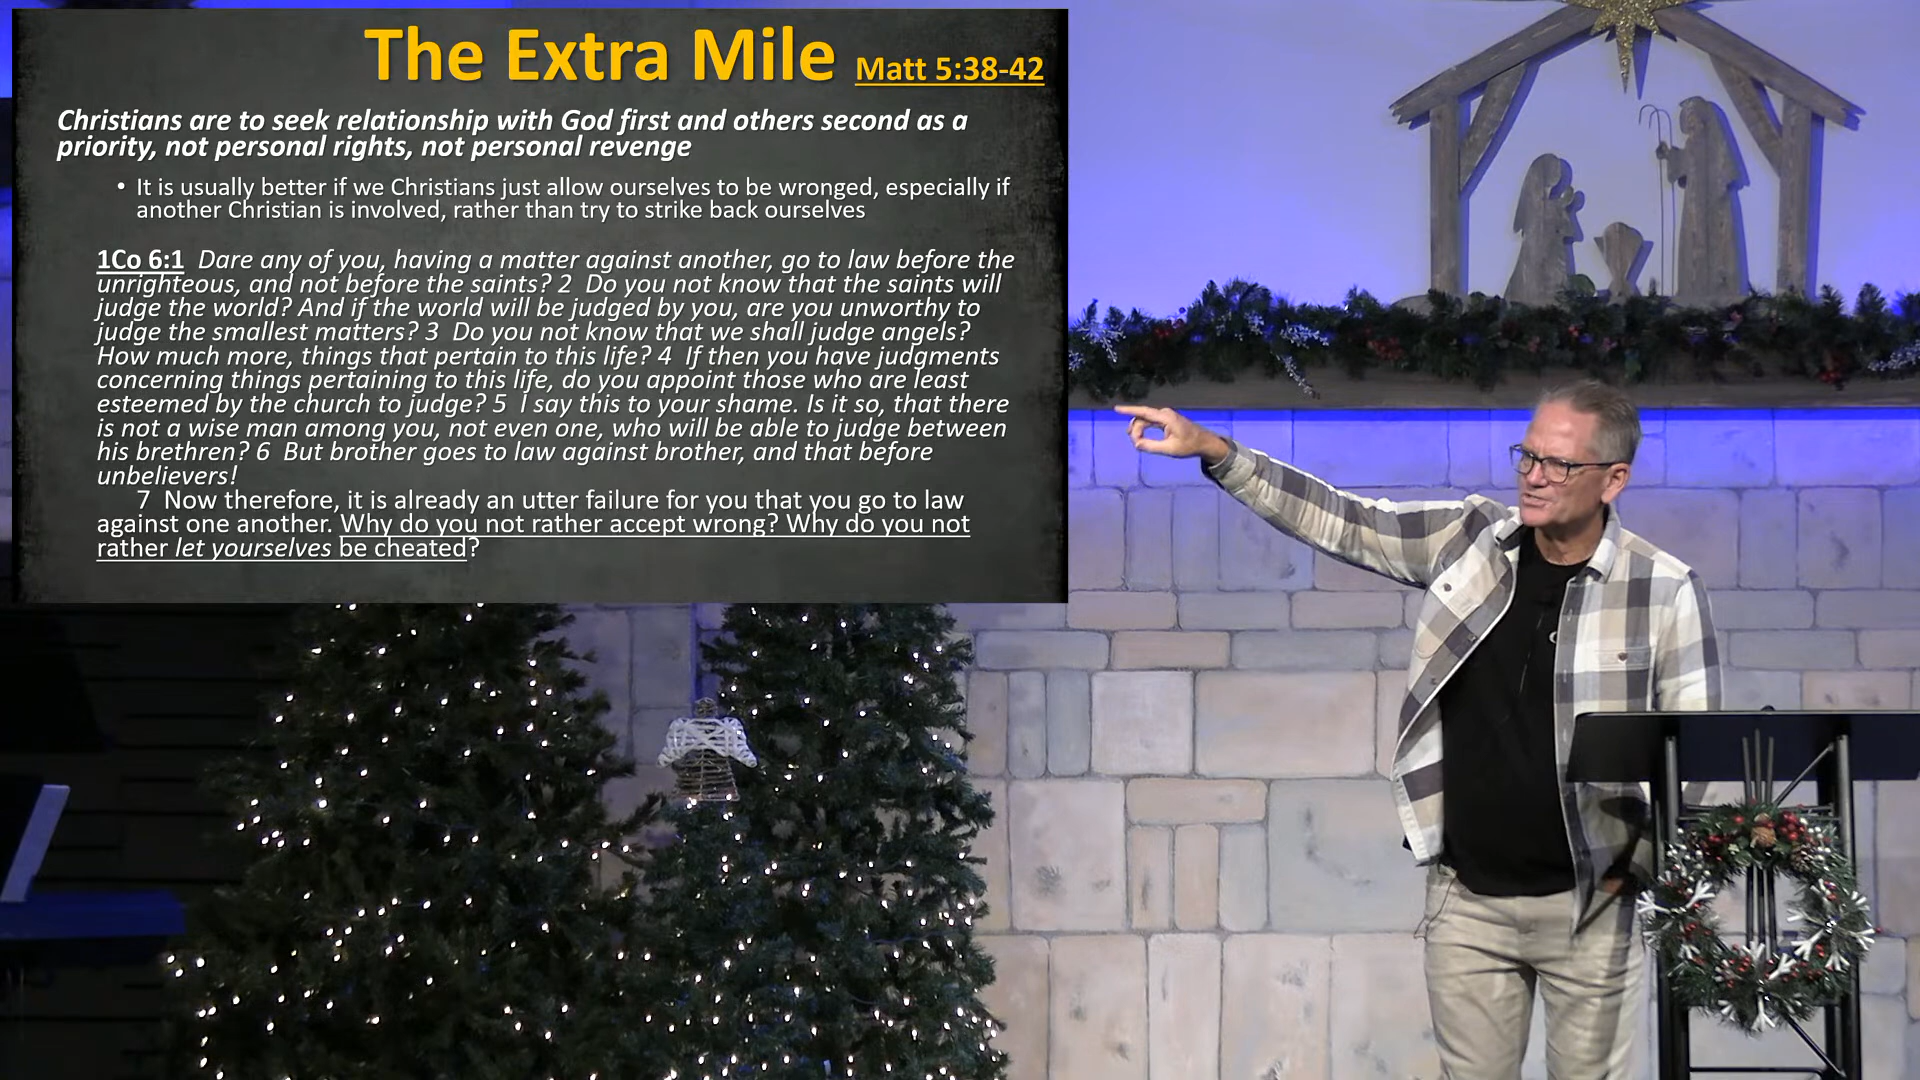 The Extra Mile Matt 5:38-42
Christians are to seek relationship with God first and others second as a
priority, not personal rights, not personal revenge
• It is usually better if we Christians just allow ourselves to be wronged, especially if
another Christian is involved, rather than try to strike back ourselves
1Co 6:1 Dare any of you, having a matter against another, go to law before the
unrighteous, and not before the saints? 2 Do you not know that the saints will
judge the world? And if the world will be judged by you, are you unworthy to
judge the smallest matters? 3 Do you not know that we shall judge angels?
How much more, things that pertain to this life? 4 If then you have judgments
concerning things pertaining to this life, do you appoint those who are least
esteemed by the church to judge? 5 I say this to your shame. Is it so, that there
is not a wise man among you, not even one, who will be able to judge between
his brethren? 6 But brother goes to law against brother, and that before
unbelievers!
7 Now therefore, it is already an utter failure for you that you go to law
against one another. Why do you not rather accept wrong? Why do you not
rather let yourselves be cheated?